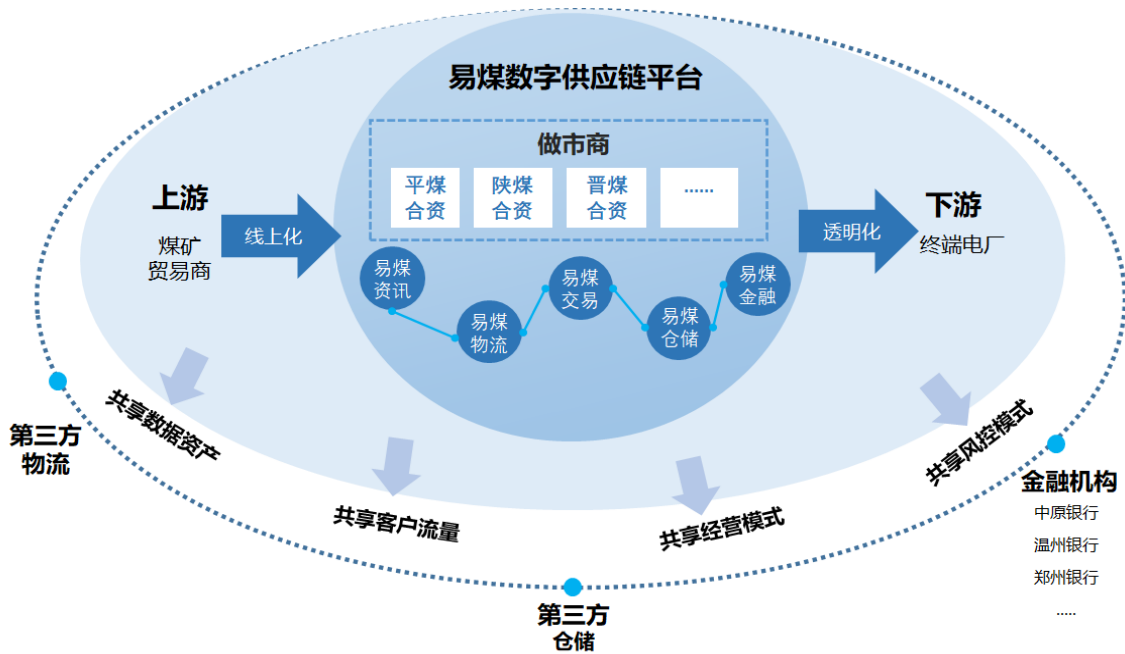 易煤数字供应链平台
做市商
平煤
合资
陕煤
合资
晋煤
合资
......
上游
煤矿
贸易商
线上化
透明化
下游
终端电厂
易煤
资讯
易煤
物流
易煤
交易
易煤
仓储
易煤
金融
共享数据资产
共享客户流量
共享经营模式
共享风控模式
第三方
物流
第三方
仓储
金融机构
中原银行
温州银行
郑州银行
.....